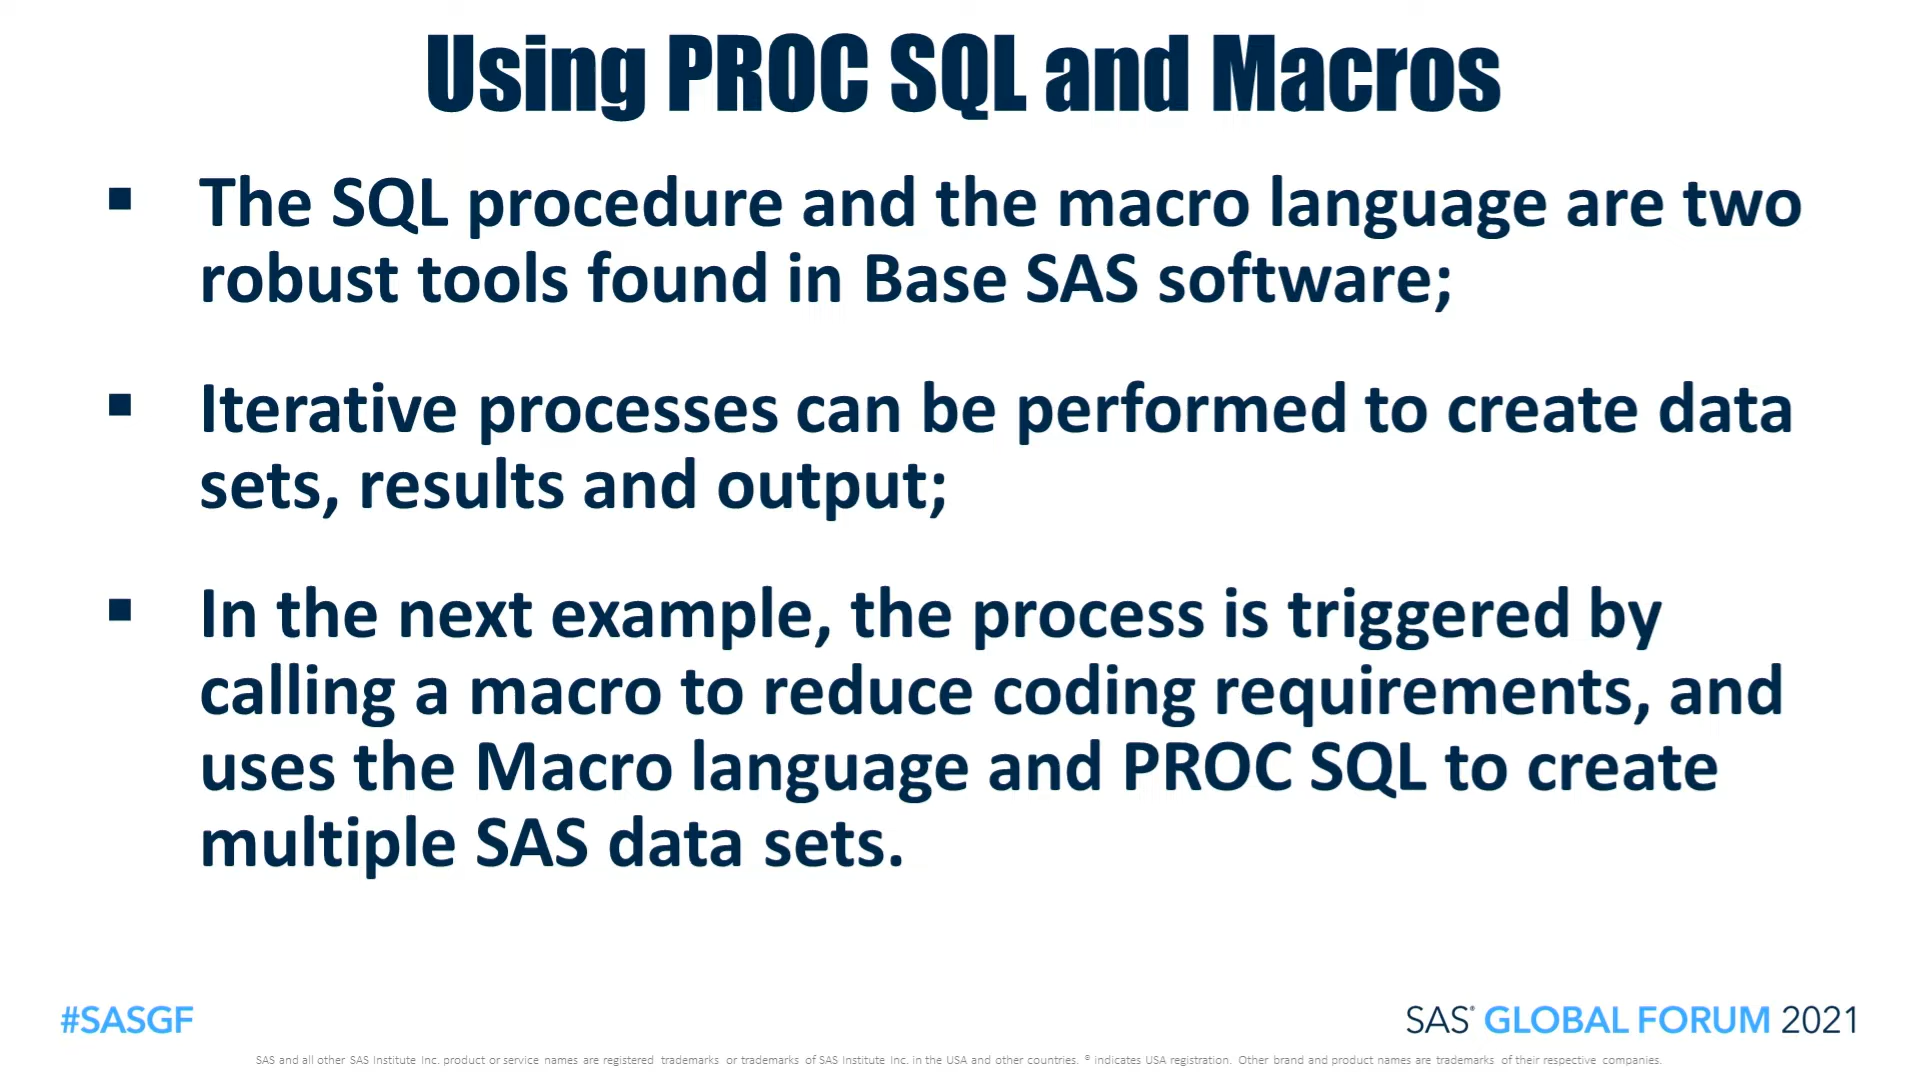 Using PROC SQL and Macros
▪ The SQL procedure and the macro language are two
robust tools found in Base SAS software;
▪ Iterative processes can be performed to create data
sets, results and output;
▪ In the next example, the process is triggered by
calling a macro to reduce coding requirements, and
uses the Macro language and PROC SQL to create
multiple SAS data sets.
#SASGF
SAS® GLOBAL FORUM 2021
SAS and all other SAS Institute Inc. product or service names are registered trademarks or trademarks of SAS Institute Inc. in the USA and other countries. ® indicates USA registration. Other brand and product names are trademarks of their respective companies.